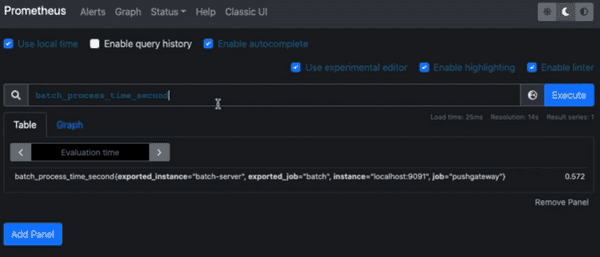 Prometheus Alerts Graph Status Help Classic UI
Use local time Enable query history Enable autocomplete
Use experimental editor Enable highlighting Enable linter
batch_process_time_second Execute
Load time: 25ms Resolution: 14s Result series: 1
Table Graph
Evaluation time
batch_process_time_second{exported_instance="batch-server", exported_job="batch", instance="localhost:9091", job="pushgateway"} 0.572
Remove Panel
Add Panel